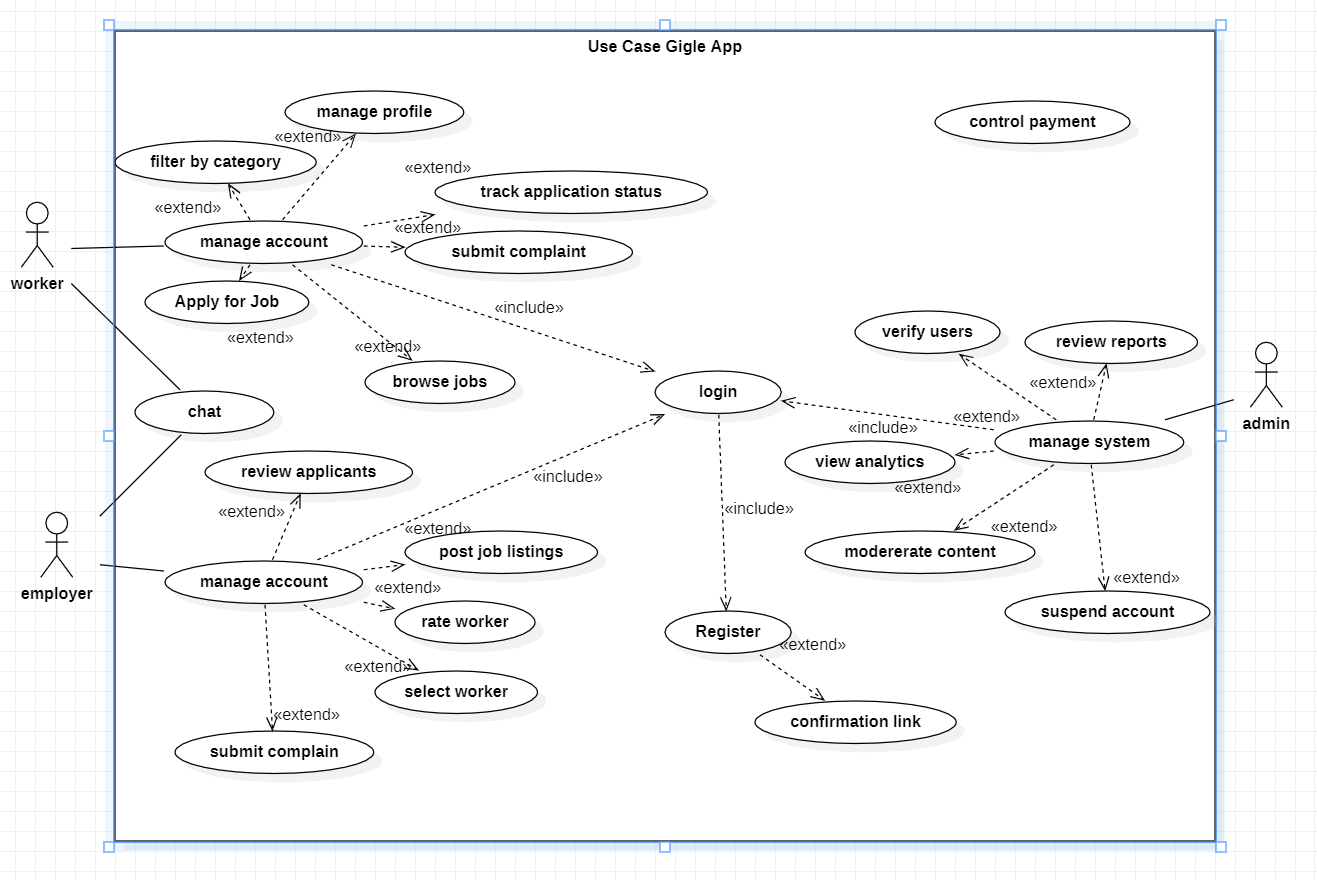 Use Case Gigle App
manage profile
control payment
«extend»
filter by category
«extend»
track application status
«extend»
«extend»
manage account
submit complaint
worker
Apply for Job
«include»
«extend»
verify users
review reports
«extend»
browse jobs
«extend»
login
chat
«extend»
«include»
admin
manage system
review applicants
view analytics
«include»
«extend»
«extend»
«include»
«extend»
«extend»
post job listings
modererate content
manage account
«extend»
employer
«extend»
rate worker
suspend account
Register
«extend»
«extend»
select worker
«extend»
confirmation link
submit complain